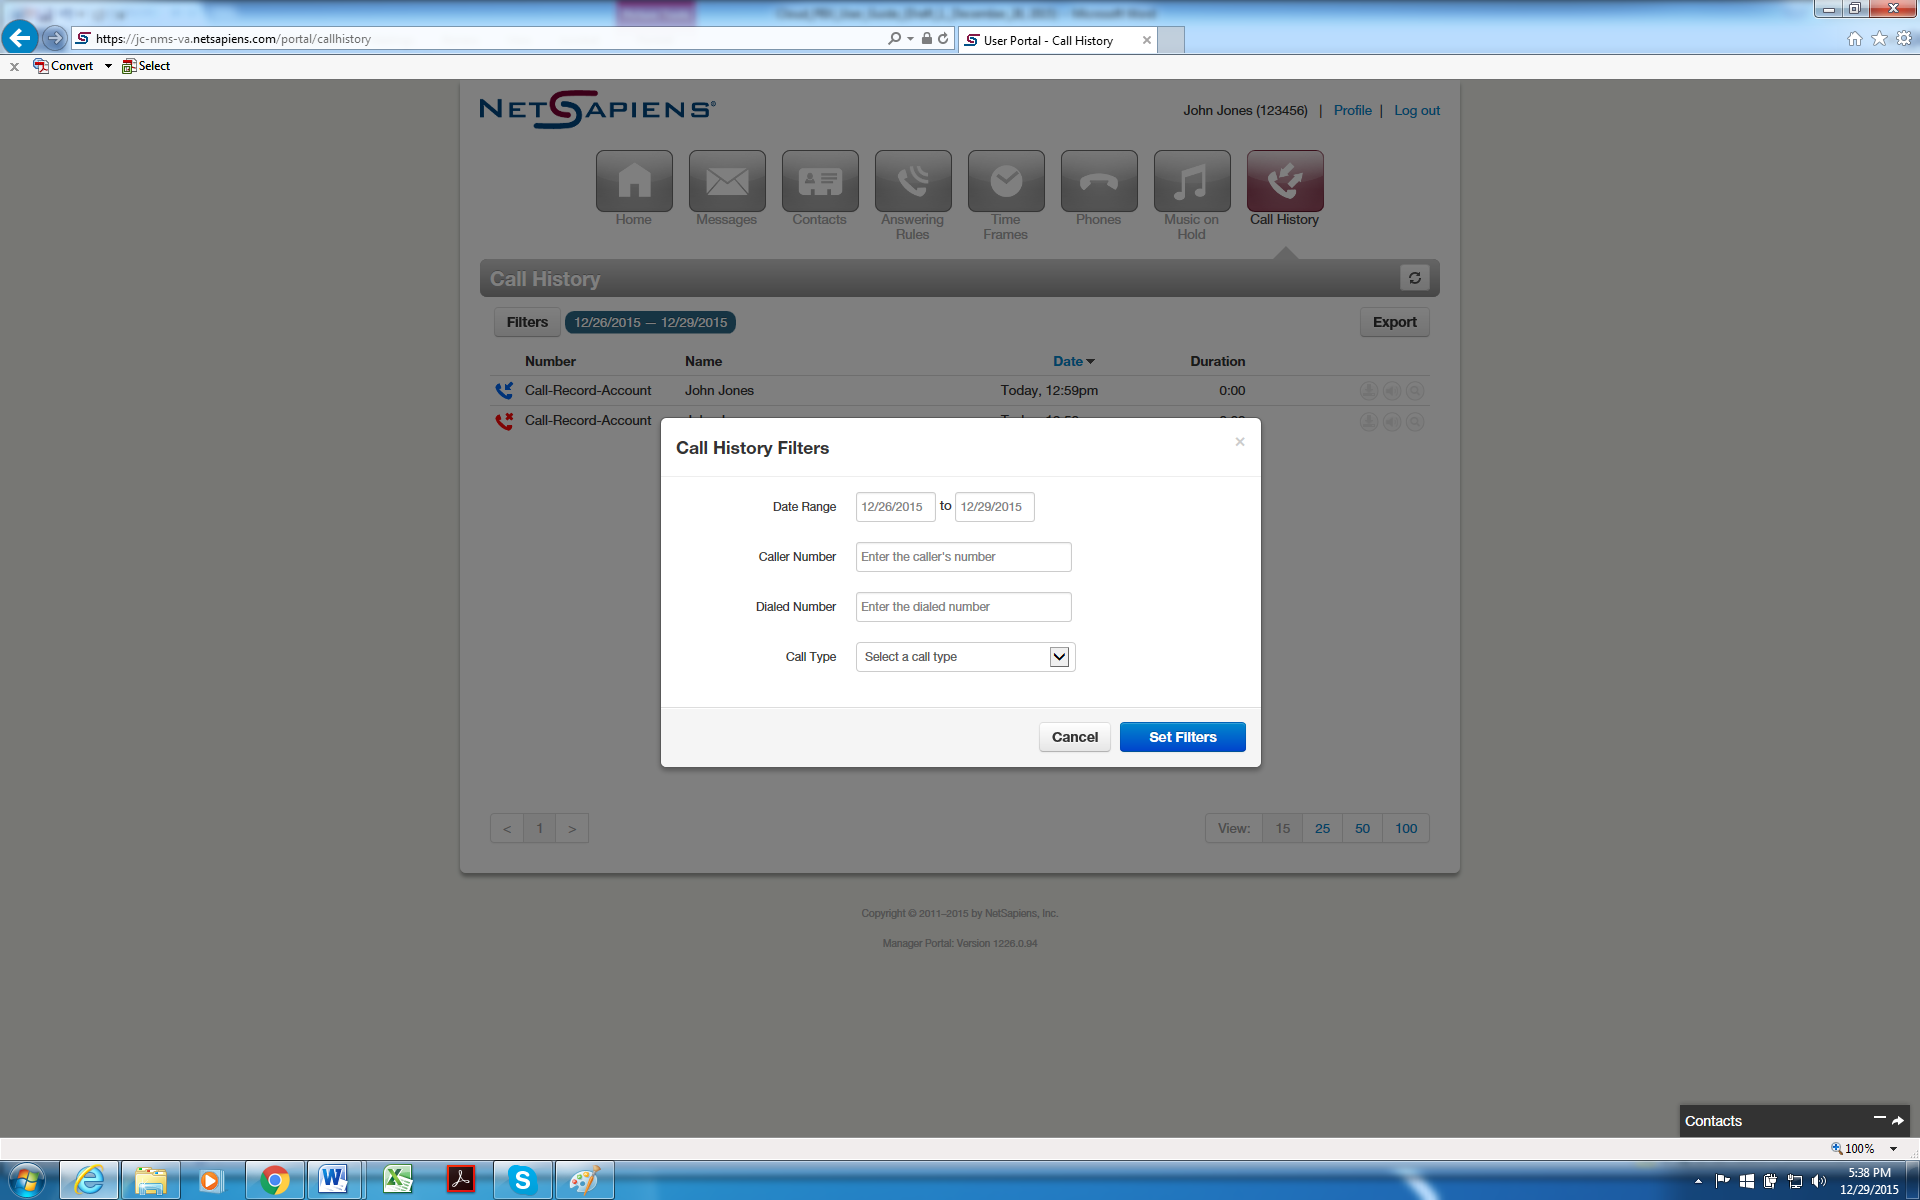 https://jc-nms-va.netsapiens.com/portal/callhistory
User Portal - Call History
Convert Select
NETSAPIENS®
John Jones (123456) | Profile | Log out
Home Messages Contacts Answering Rules Time Frames Phones Music on Hold Call History
Call History
Filters 12/26/2015 — 12/29/2015 Export
Number Name Date Duration
Call-Record-Account John Jones Today, 12:59pm 0:00
Call-Record-Account
Call History Filters ×
Date Range 12/26/2015 to 12/29/2015
Caller Number Enter the caller's number
Dialed Number Enter the dialed number
Call Type Select a call type
Cancel Set Filters
< 1 > View: 15 25 50 100
Copyright © 2011-2015 by NetSapiens, Inc.
Manager Portal: Version 1226.0.94
Contacts
100%
5:38 PM
12/29/2015